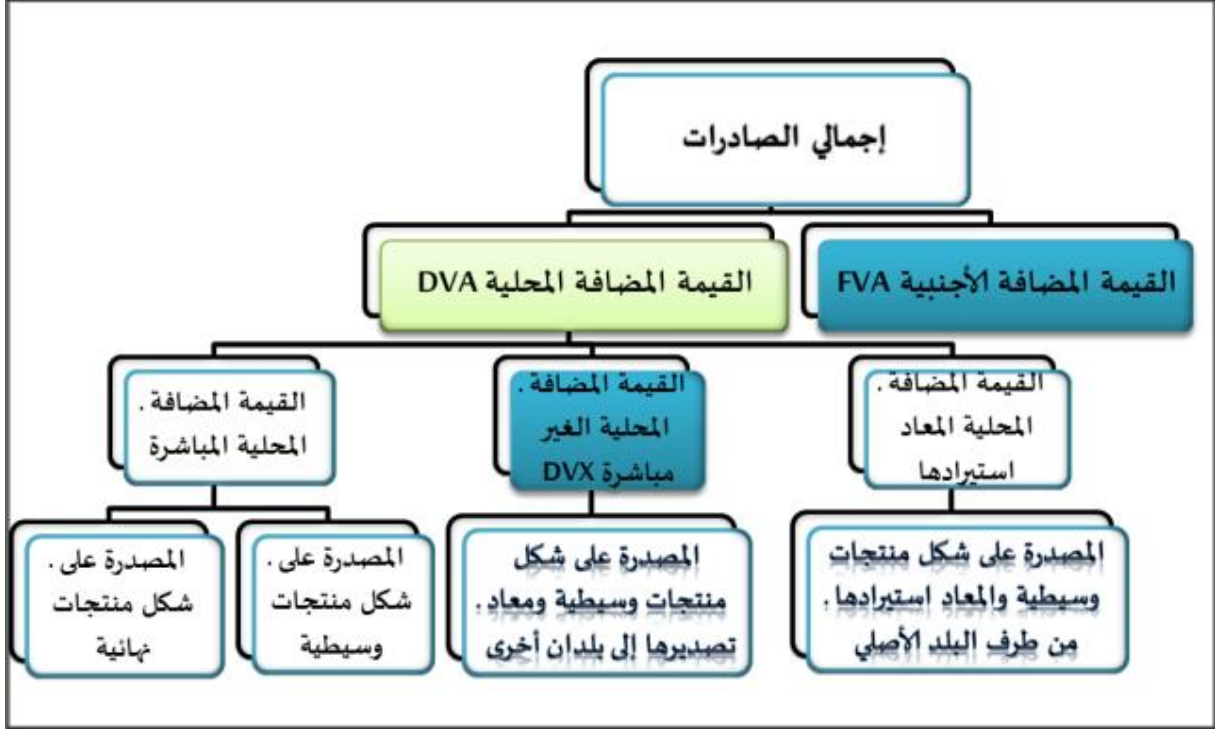 إجمالي الصادرات
القيمة المضافة الأجنبية FVA
القيمة المضافة المحلية DVA
القيمة المضافة .
المحلية المعاد
استيرادها
القيمة المضافة .
المحلية الغير
مباشرة DVX
القيمة المضافة .
المحلية المباشرة
المصدرة على شكل منتجات
وسيطية والمعاد استيرادها .
من طرف البلد الأصلي
المصدرة على شكل
منتجات وسيطية ومعاد .
تصديرها إلى بلدان أخرى
المصدرة على .
شكل منتجات
وسيطية
المصدرة على .
شكل منتجات
نهائية